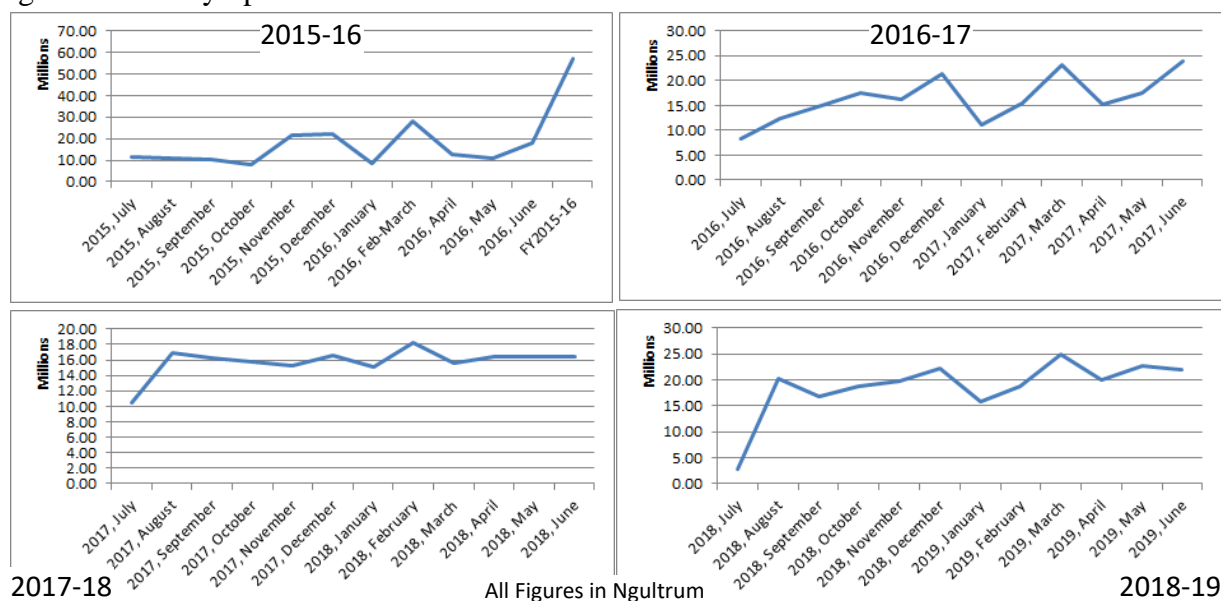 2015-16
Millions
70.00
60.00
50.00
40.00
30.00
20.00
10.00
0.00
2015, July
2015, August
2015, September
2015, October
2015, November
2015, December
2016, January
2016, Feb-March
2016, April
2016, May
2016, June
FY2015-16
2016-17
Millions
30.00
25.00
20.00
15.00
10.00
5.00
0.00
2016, July
2016, August
2016, September
2016, October
2016, November
2016, December
2017, January
2017, February
2017, March
2017, April
2017, May
2017, June
Millions
20.00
18.00
16.00
14.00
12.00
10.00
8.00
6.00
4.00
2.00
0.00
2017, July
2017, August
2017, September
2017, October
2017, November
2017, December
2018, January
2018, February
2018, March
2018, April
2018, May
2018, June
2017-18
Millions
30.00
25.00
20.00
15.00
10.00
5.00
0.00
2018, July
2018, August
2018, September
2018, October
2018, November
2018, December
2019, January
2019, February
2019, March
2019, April
2019, May
2019, June
All Figures in Ngultrum
2018-19